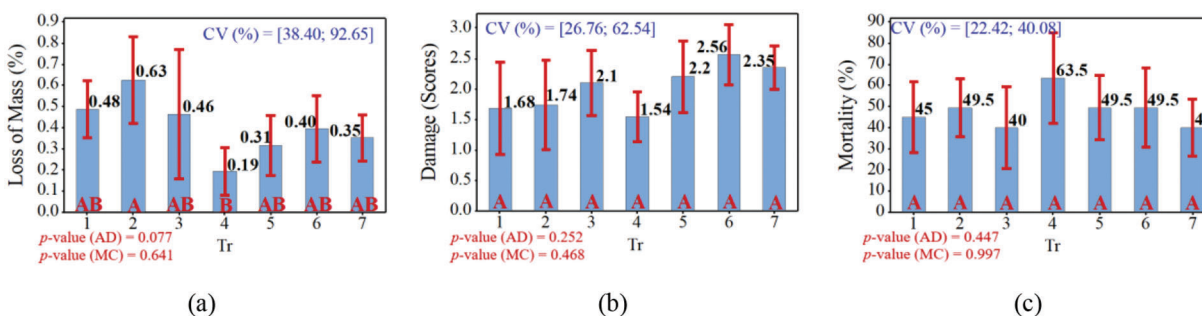 CV (%) = [38.40; 92.65]
Loss of Mass (%)
0.9
0.8
0.7
0.6
0.5
0.4
0.3
0.2
0.1
0.0
0.48
0.63
0.46
0.19
0.31
0.40
0.35
AB A AB B AB AB AB
1 2 3 4 5 6 7
Tr
p-value (AD) = 0.077
p-value (MC) = 0.641
(a)
CV (%) = [26.76; 62.54]
Damage (Scores)
3.0
2.5
2.0
1.5
1.0
0.5
0.0
1.68
1.74
2.1
1.54
2.2
2.56
2.35
A A A A A A A
1 2 3 4 5 6 7
Tr
p-value (AD) = 0.252
p-value (MC) = 0.468
(b)
CV (%) = [22.42; 40.08]
Mortality (%)
90
80
70
60
50
40
30
20
10
0
45
49.5
40
63.5
49.5
49.5
4
A A A A A A A
1 2 3 4 5 6 7
Tr
p-value (AD) = 0.447
p-value (MC) = 0.997
(c)